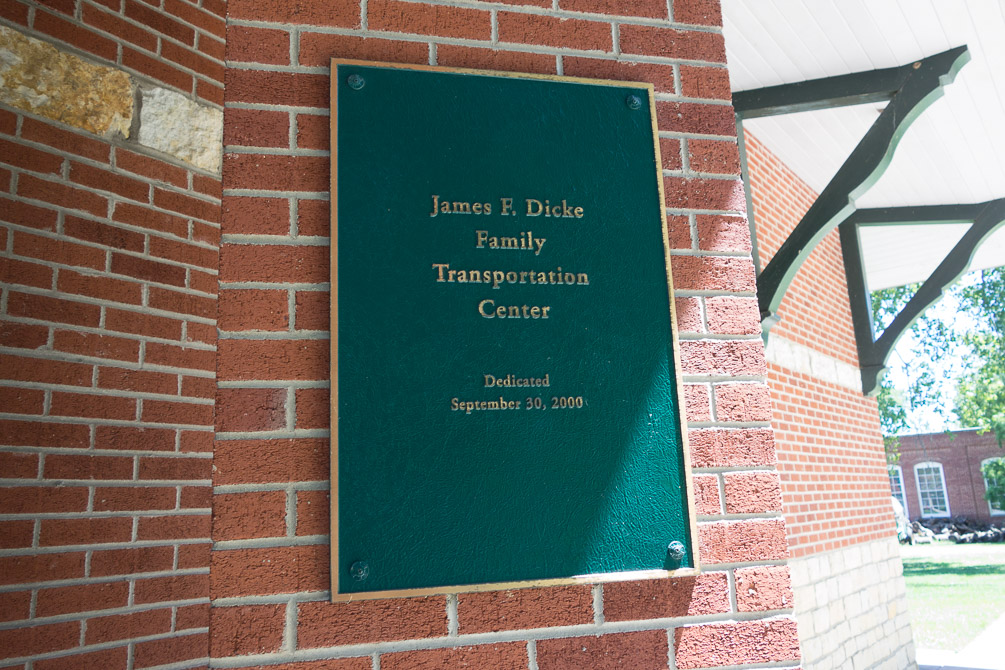 James F. Dicke
Family
Transportation
Center
Dedicated
September 30, 2000